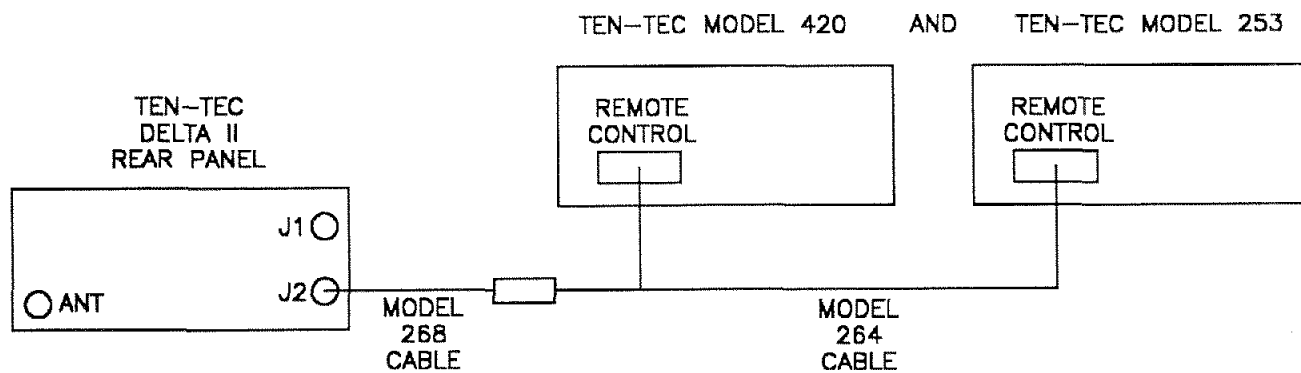 TEN-TEC MODEL 420 AND TEN-TEC MODEL 253
TEN-TEC
DELTA II
REAR PANEL
REMOTE
CONTROL
REMOTE
CONTROL
J1
J2
ANT
MODEL
268
CABLE
MODEL
264
CABLE